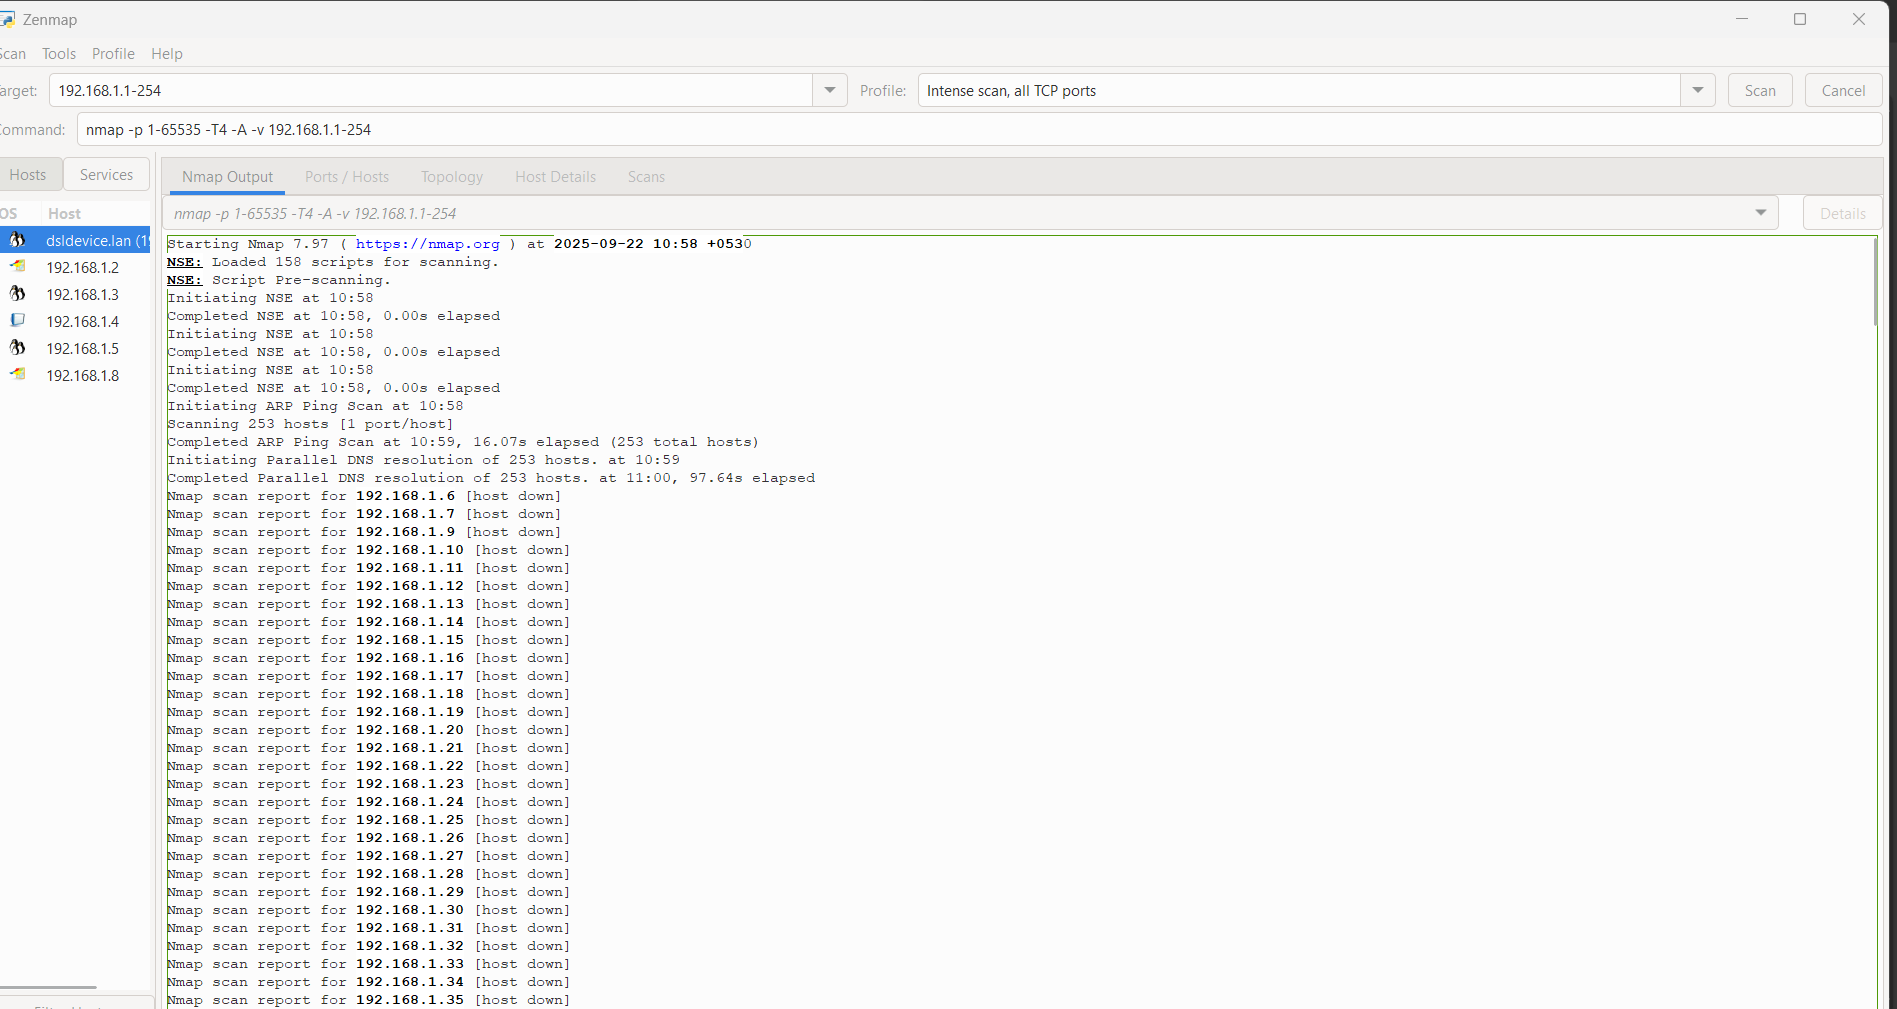 Zenmap
Scan Tools Profile Help
Target: 192.168.1.1-254 Profile: Intense scan, all TCP ports Scan Cancel
Command: nmap -p 1-65535 -T4 -A -v 192.168.1.1-254
Hosts Services
Nmap Output Ports / Hosts Topology Host Details Scans
OS Host
nmap -p 1-65535 -T4 -A -v 192.168.1.1-254 Details
dsldevice.lan (19
192.168.1.2
192.168.1.3
192.168.1.4
192.168.1.5
192.168.1.8
Starting Nmap 7.97 ( https://nmap.org ) at 2025-09-22 10:58 +0530
NSE: Loaded 158 scripts for scanning.
NSE: Script Pre-scanning.
Initiating NSE at 10:58
Completed NSE at 10:58, 0.00s elapsed
Initiating NSE at 10:58
Completed NSE at 10:58, 0.00s elapsed
Initiating NSE at 10:58
Completed NSE at 10:58, 0.00s elapsed
Initiating ARP Ping Scan at 10:58
Scanning 253 hosts [1 port/host]
Completed ARP Ping Scan at 10:59, 16.07s elapsed (253 total hosts)
Initiating Parallel DNS resolution of 253 hosts. at 10:59
Completed Parallel DNS resolution of 253 hosts. at 11:00, 97.64s elapsed
Nmap scan report for 192.168.1.6 [host down]
Nmap scan report for 192.168.1.7 [host down]
Nmap scan report for 192.168.1.9 [host down]
Nmap scan report for 192.168.1.10 [host down]
Nmap scan report for 192.168.1.11 [host down]
Nmap scan report for 192.168.1.12 [host down]
Nmap scan report for 192.168.1.13 [host down]
Nmap scan report for 192.168.1.14 [host down]
Nmap scan report for 192.168.1.15 [host down]
Nmap scan report for 192.168.1.16 [host down]
Nmap scan report for 192.168.1.17 [host down]
Nmap scan report for 192.168.1.18 [host down]
Nmap scan report for 192.168.1.19 [host down]
Nmap scan report for 192.168.1.20 [host down]
Nmap scan report for 192.168.1.21 [host down]
Nmap scan report for 192.168.1.22 [host down]
Nmap scan report for 192.168.1.23 [host down]
Nmap scan report for 192.168.1.24 [host down]
Nmap scan report for 192.168.1.25 [host down]
Nmap scan report for 192.168.1.26 [host down]
Nmap scan report for 192.168.1.27 [host down]
Nmap scan report for 192.168.1.28 [host down]
Nmap scan report for 192.168.1.29 [host down]
Nmap scan report for 192.168.1.30 [host down]
Nmap scan report for 192.168.1.31 [host down]
Nmap scan report for 192.168.1.32 [host down]
Nmap scan report for 192.168.1.33 [host down]
Nmap scan report for 192.168.1.34 [host down]
Nmap scan report for 192.168.1.35 [host down]